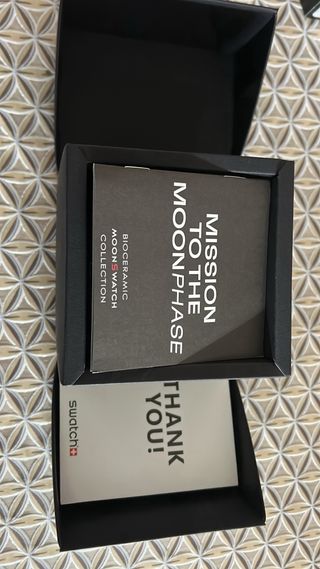 MISSION
TO THE
MOONPHASE
BIOCERAMIC
MOONSWATCH
COLLECTION
THANK
YOU!
swatch